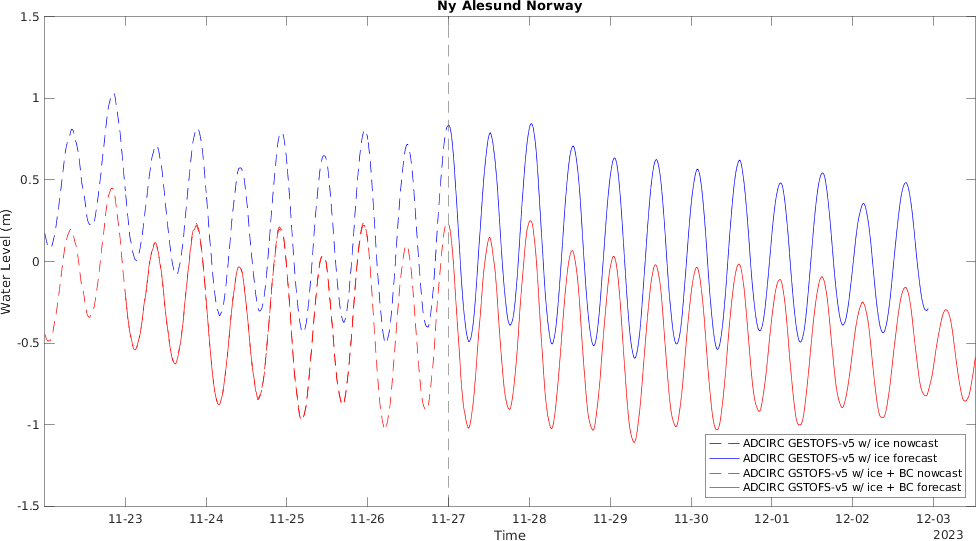 Ny Alesund Norway
1.5
1
0.5
0
-0.5
-1
-1.5
Water Level (m)
11-23
11-24
11-25
11-26
11-27
11-28
11-29
11-30
12-01
12-02
12-03
Time
2023
ADCIRC GESTOFS-v5 w/ ice nowcast
ADCIRC GESTOFS-v5 w/ ice forecast
ADCIRC GSTOFS-v5 w/ ice + BC nowcast
ADCIRC GSTOFS-v5 w/ ice + BC forecast